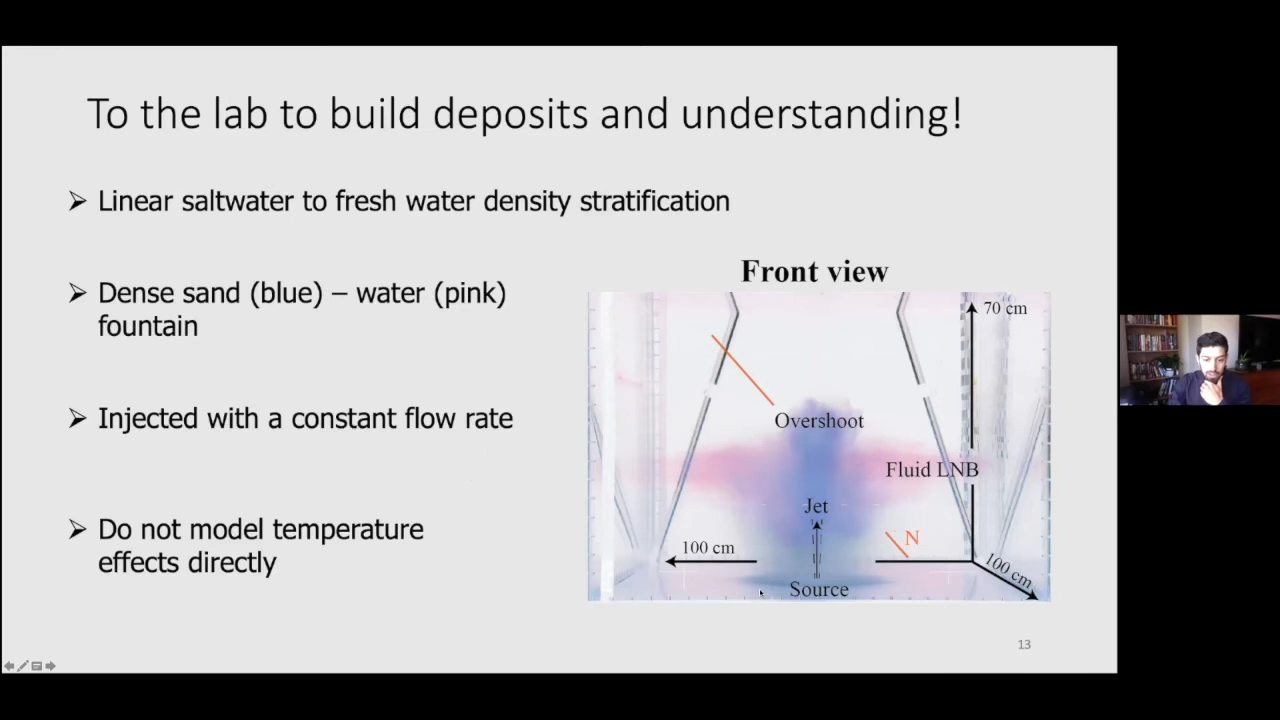 To the lab to build deposits and understanding!
Linear saltwater to fresh water density stratification
Dense sand (blue) – water (pink)
fountain
Injected with a constant flow rate
Do not model temperature
effects directly
Front view
70 cm
Overshoot
Fluid LNB
Jet
N
100 cm
100 cm
Source
13